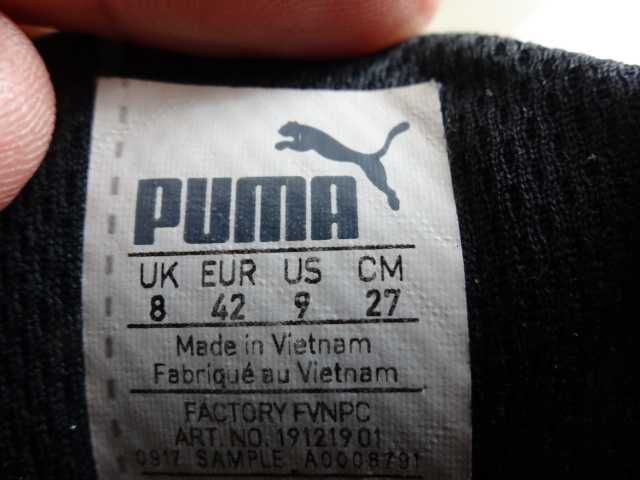 PUMA
UK EUR US CM
8 42 9 27
Made in Vietnam
Fabriqué au Vietnam
FACTORY FVNPC
ART. NO. 191219 01
0917 SAMPLE A0008791